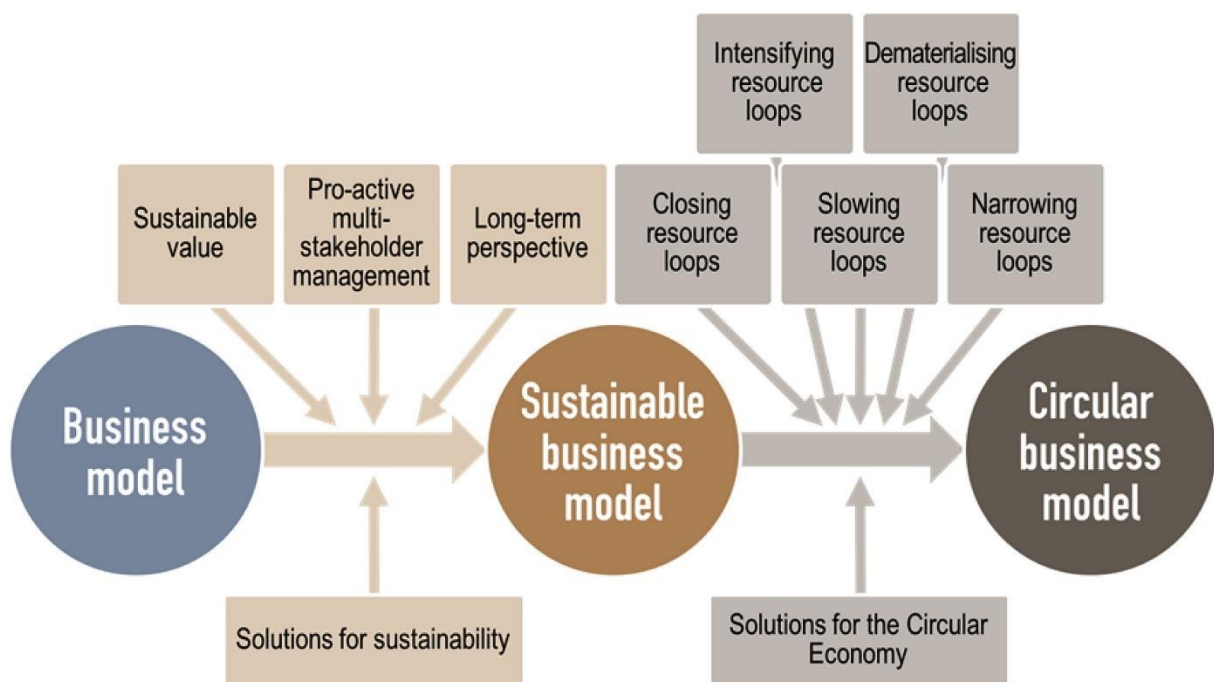 Intensifying
resource
loops
Dematerialising
resource
loops
Sustainable
value
Pro-active
multi-
stakeholder
management
Long-term
perspective
Closing
resource
loops
Slowing
resource
loops
Narrowing
resource
loops
Business
model
Sustainable
business
model
Circular
business
model
Solutions for sustainability
Solutions for the Circular
Economy